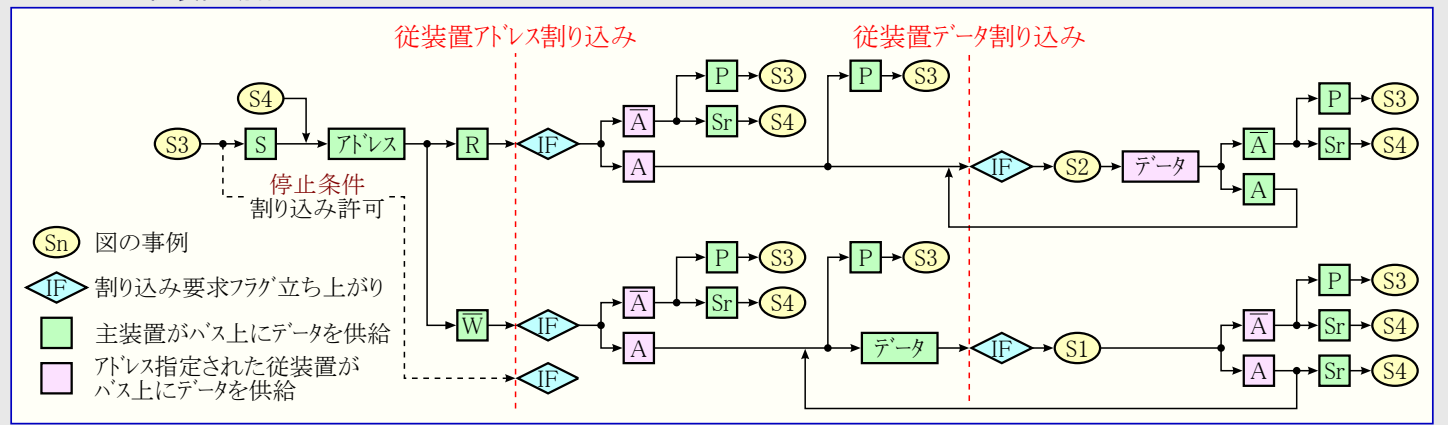 従装置アドレス割り込み
従装置データ割り込み
P S3
P S3
S4
A Sr S4
P S3
S3 S アドレス R IF
IF S2 データ A Sr S4
A
A
停止条件
割り込み許可
Sn 図の事例
P S3
P S3
IF 割り込み要求フラグ立ち上がり
A Sr S4
P S3
W IF
A Sr S4
主装置がバス上にデータを供給
A データ IF S1
A Sr S4
アドレス指定された従装置が
バス上にデータを供給
IF